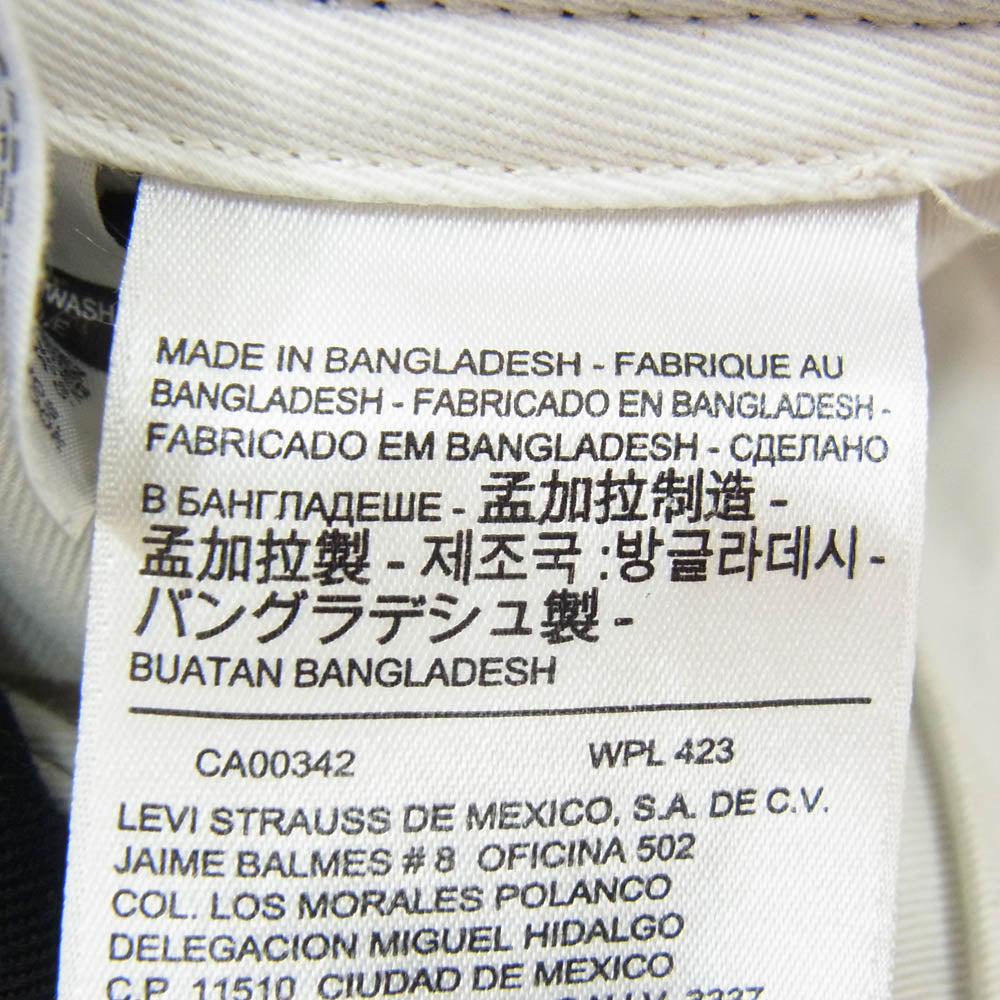 MADE IN BANGLADESH - FABRIQUE AU
BANGLADESH - FABRICADO EN BANGLADESH -
FABRICADO EM BANGLADESH - СДЕЛАНО
В БАНГЛАДЕШЕ - 孟加拉制造 -
孟加拉製 - 제조국 :방글라데시 -
バングラデシュ製 -
BUATAN BANGLADESH
CA00342 WPL 423
LEVI STRAUSS DE MEXICO, S.A. DE C.V.
JAIME BALMES # 8 OFICINA 502
COL. LOS MORALES POLANCO
DELEGACION MIGUEL HIDALGO
C.P. 11510 CIUDAD DE MEXICO
WASH